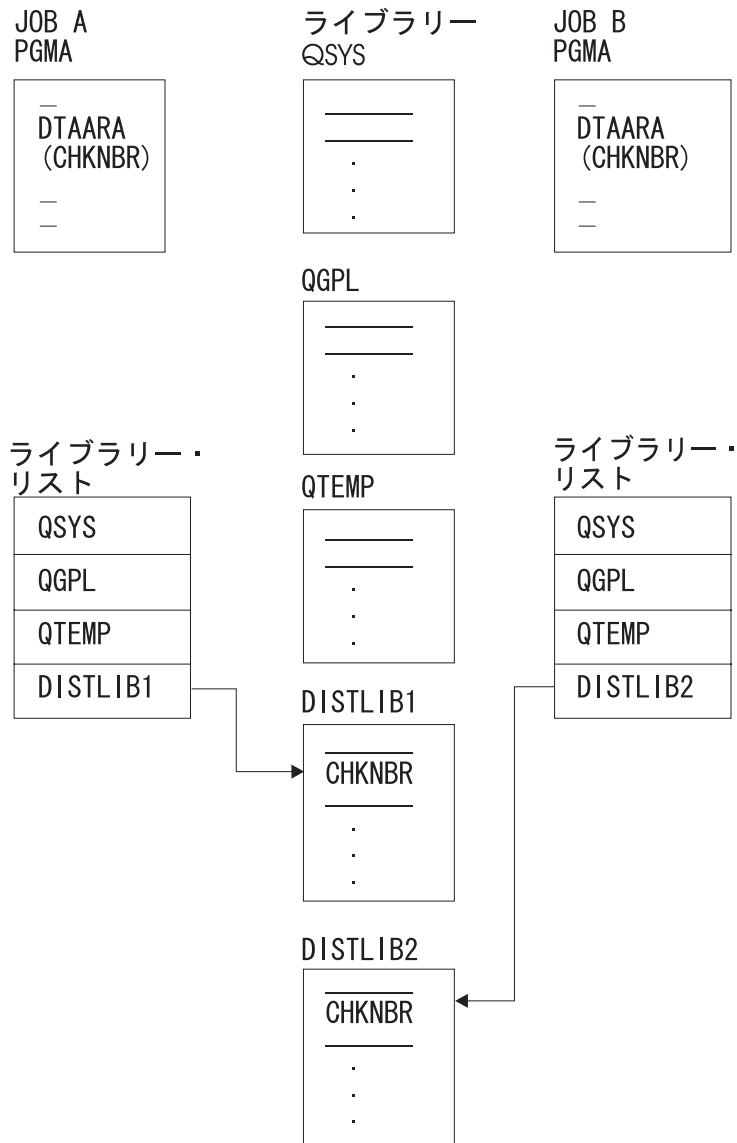 JOB A
PGMA
DTAARA
(CHKNBR)
ライブラリー・
リスト
QSYS
QGPL
QTEMP
DISTLIB1
ライブラリー
QSYS
QGPL
QTEMP
DISTLIB1
CHKNBR
DISTLIB2
CHKNBR
JOB B
PGMA
DTAARA
(CHKNBR)
ライブラリー・
リスト
QSYS
QGPL
QTEMP
DISTLIB2